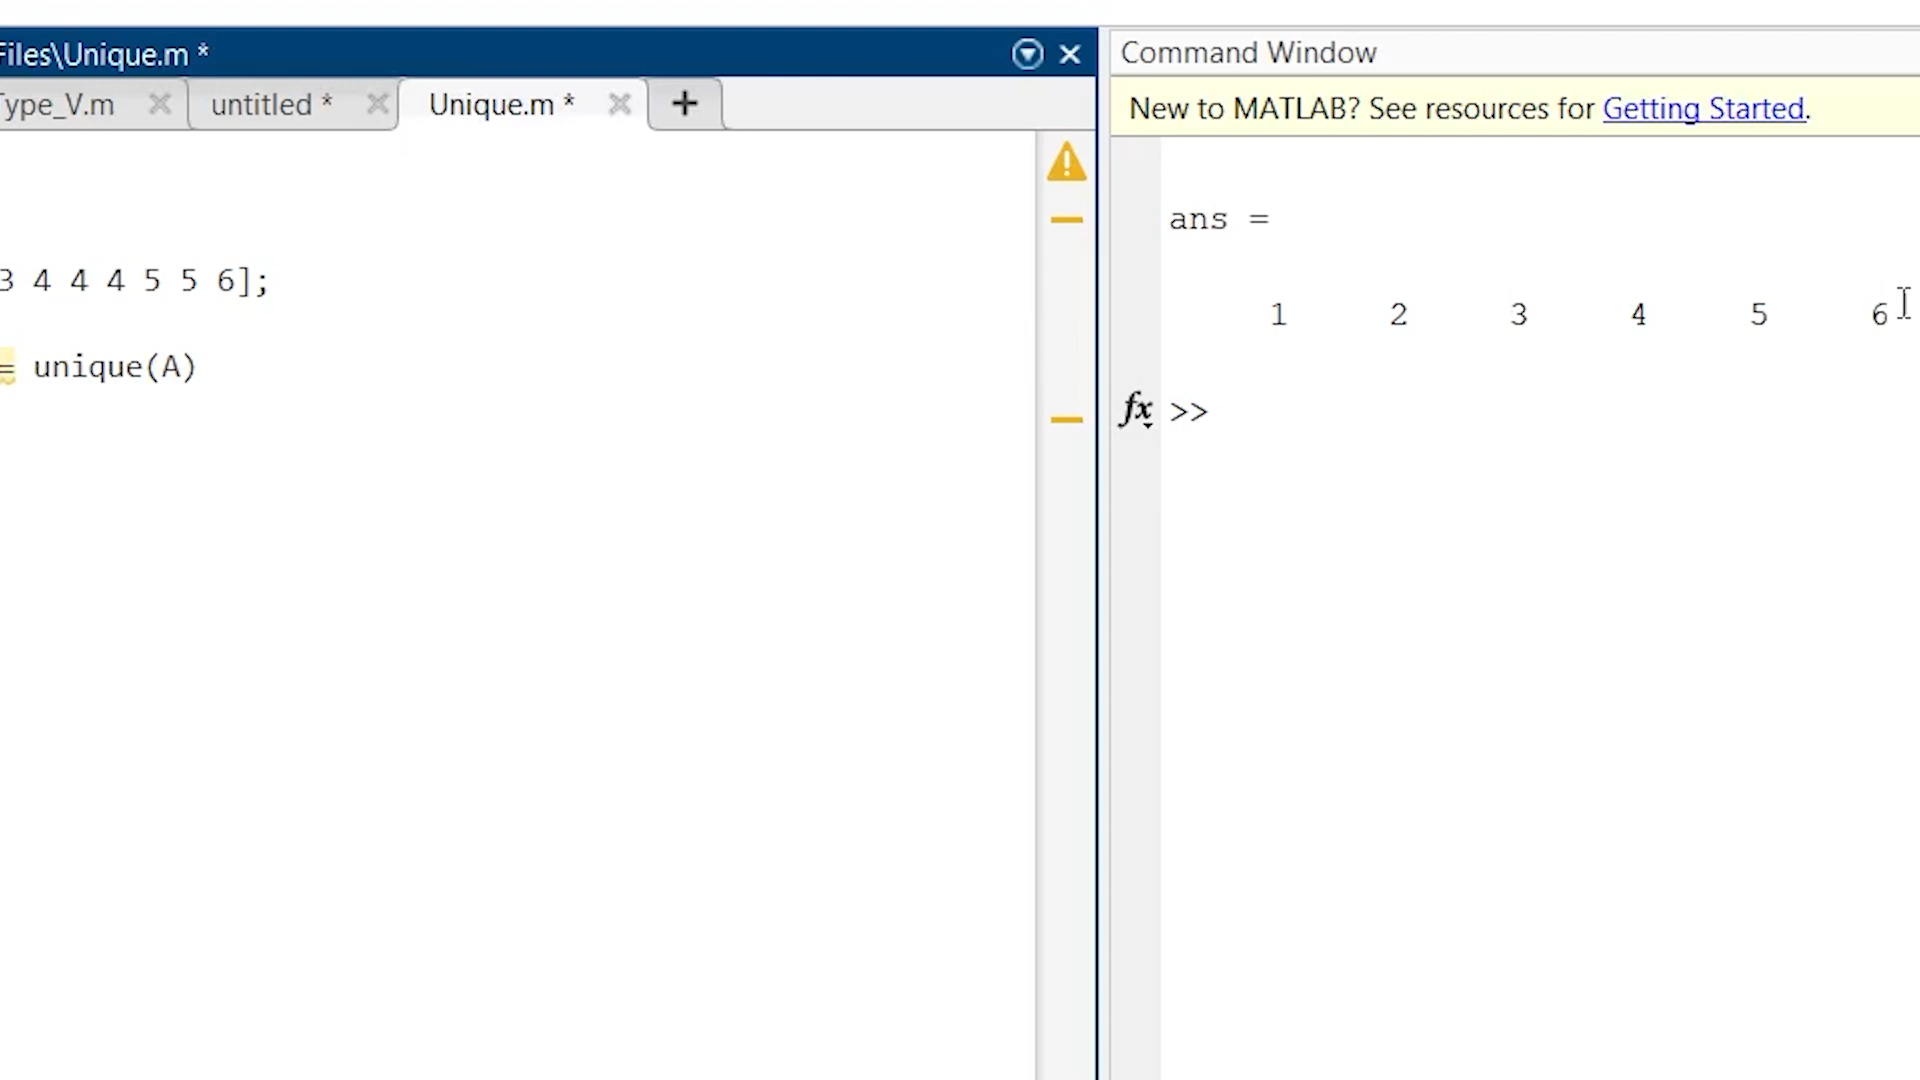 Files\Unique.m *
Type_V.m
untitled *
Unique.m *
+
3 4 4 4 5 5 6];
= unique(A)
Command Window
New to MATLAB? See resources for Getting Started.
ans =
1 2 3 4 5 6
fx >>